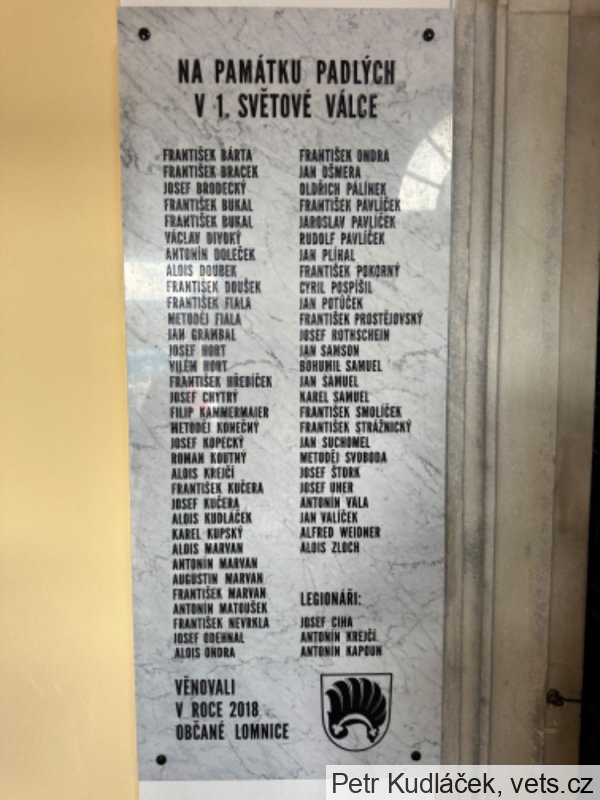 NA PAMÁTKU PADLÝCH
V 1. SVĚTOVÉ VÁLCE
FRANTIŠEK BÁRTA
FRANTIŠEK BRACEK
JOSEF BRODECKÝ
FRANTIŠEK BUKAL
FRANTIŠEK BUKAL
VÁCLAV DIVOKÝ
ANTONÍN DOLEČEK
ALOIS DOUBEK
FRANTIŠEK DOUŠEK
FRANTIŠEK FIALA
METODĚJ FIALA
JAN GRAMBAL
JOSEF HORT
VILÉM HORT
FRANTIŠEK HŘEBÍČEK
JOSEF CHYTRÝ
FILIP KAMMERMAIER
METODĚJ KONEČNÝ
JOSEF KOPECKÝ
ROMAN KOUTNÝ
ALOIS KREJČÍ
FRANTIŠEK KUČERA
JOSEF KUČERA
ALOIS KUDLÁČEK
KAREL KUPSKÝ
ALOIS MARVAN
ANTONÍN MARVAN
AUGUSTIN MARVAN
FRANTIŠEK MARVAN
ANTONÍN MATOUŠEK
FRANTIŠEK NEVRKLA
JOSEF ODEHNAL
ALOIS ONDRA
FRANTIŠEK ONDRA
JAN OŠMERA
OLDŘICH PÁLINEK
FRANTIŠEK PAVLÍČEK
JAROSLAV PAVLÍČEK
RUDOLF PAVLÍČEK
JAN PLÍHAL
FRANTIŠEK POKORNÝ
CYRIL POSPÍŠIL
JAN POTŮČEK
FRANTIŠEK PROSTĚJOVSKÝ
JOSEF ROTHSCHEIN
JAN SAMSON
BOHUMIL SAMUEL
JAN SAMUEL
KAREL SAMUEL
FRANTIŠEK SMOLÍČEK
FRANTIŠEK STRÁŽNICKÝ
JAN SUCHOMEL
METODĚJ SVOBODA
JOSEF ŠTORK
JOSEF UHER
ANTONÍN VALA
JAN VALÍČEK
ALFRED WEIDNER
ALOIS ZLOCH
LEGIONÁŘI:
JOSEF CIHA
ANTONÍN KREJČÍ
ANTONÍN KAPOUN
VĚNOVALI
V ROCE 2018
OBČANÉ LOMNICE
Petr Kudláček, vets.cz